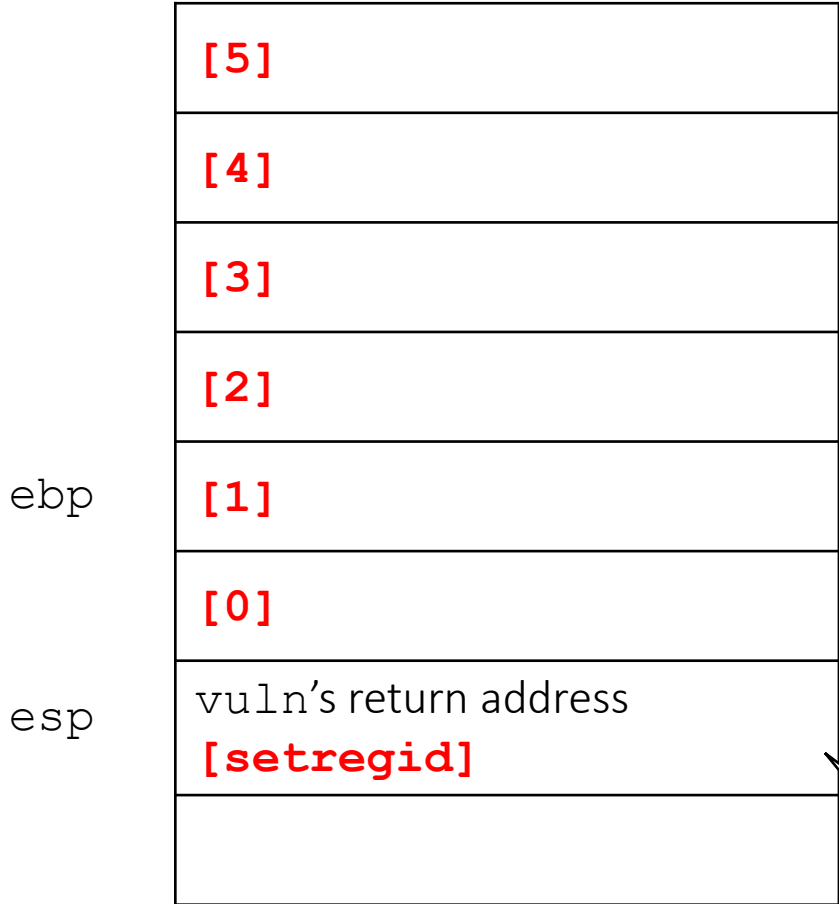 [5]
[4]
[3]
[2]
ebp
[1]
[0]
esp
vuln’s return address
[setregid]